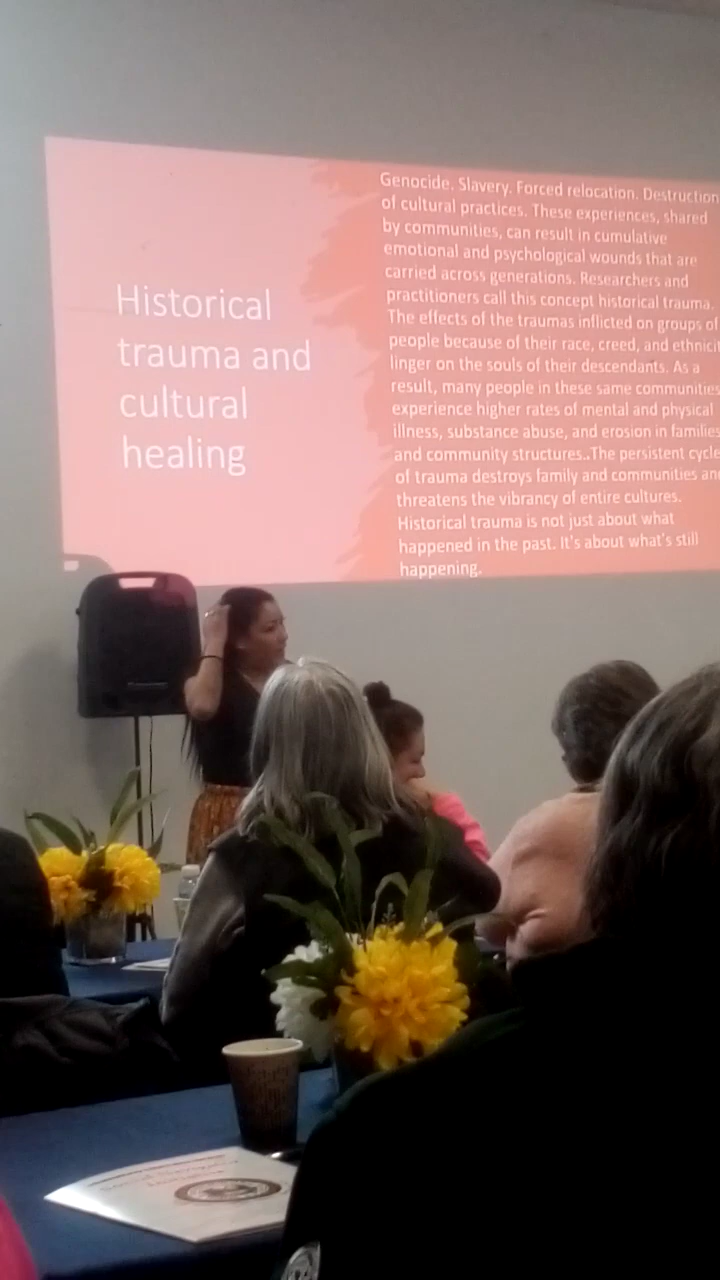 Historical
trauma and
cultural
healing
Genocide. Slavery. Forced relocation. Destruction
of cultural practices. These experiences, shared
by communities, can result in cumulative
emotional and psychological wounds that are
carried across generations. Researchers and
practitioners call this concept historical trauma.
The effects of the traumas inflicted on groups of
people because of their race, creed, and ethnicit
linger on the souls of their descendants. As a
result, many people in these same communities
experience higher rates of mental and physical
illness, substance abuse, and erosion in families
and community structures..The persistent cycle
of trauma destroys family and communities an
threatens the vibrancy of entire cultures.
Historical trauma is not just about what
happened in the past. It's about what's still
happening.